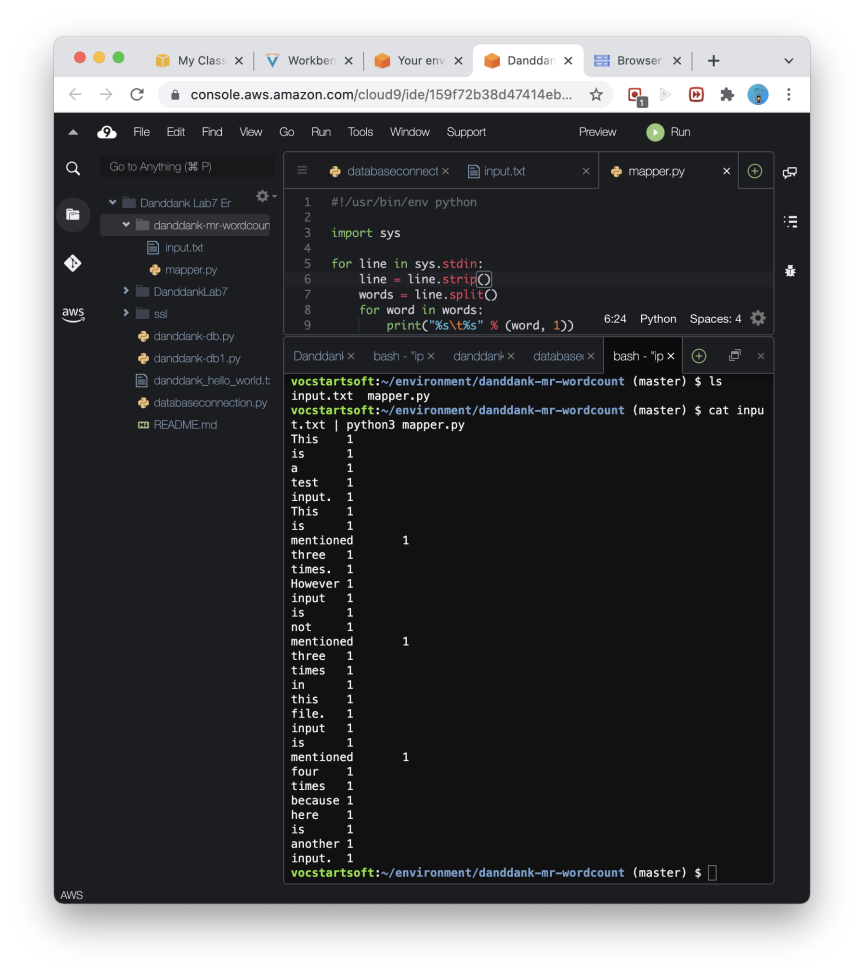 My Class
Workben
Your env
Danddan
Browser
console.aws.amazon.com/cloud9/ide/159f72b38d47414eb...
1
9 File Edit Find View Go Run Tools Window Support Preview Run
Go to Anything (⌘ P)
databaseconnect input.txt mapper.py
Danddank Lab7 Er
danddank-mr-wordcoun
input.txt
mapper.py
DanddankLab7
ssl
danddank-db.py
danddank-db1.py
danddank_hello_world.t
databaseconnection.py
README.md
aws
1 #!/usr/bin/env python
2
3 import sys
4
5 for line in sys.stdin:
6 line = line.strip()
7 words = line.split()
8 for word in words:
9 print("%s\t%s" % (word, 1))
6:24 Python Spaces: 4
Danddank bash - "ip danddank database bash - "ip
vocstartsoft:~/environment/danddank-mr-wordcount (master) $ ls
input.txt mapper.py
vocstartsoft:~/environment/danddank-mr-wordcount (master) $ cat inpu
t.txt | python3 mapper.py
This 1
is 1
a 1
test 1
input. 1
This 1
is 1
mentioned 1
three 1
times. 1
However 1
input 1
is 1
not 1
mentioned 1
three 1
times 1
in 1
this 1
file. 1
input 1
is 1
mentioned 1
four 1
times 1
because 1
here 1
is 1
another 1
input. 1
vocstartsoft:~/environment/danddank-mr-wordcount (master) $
AWS